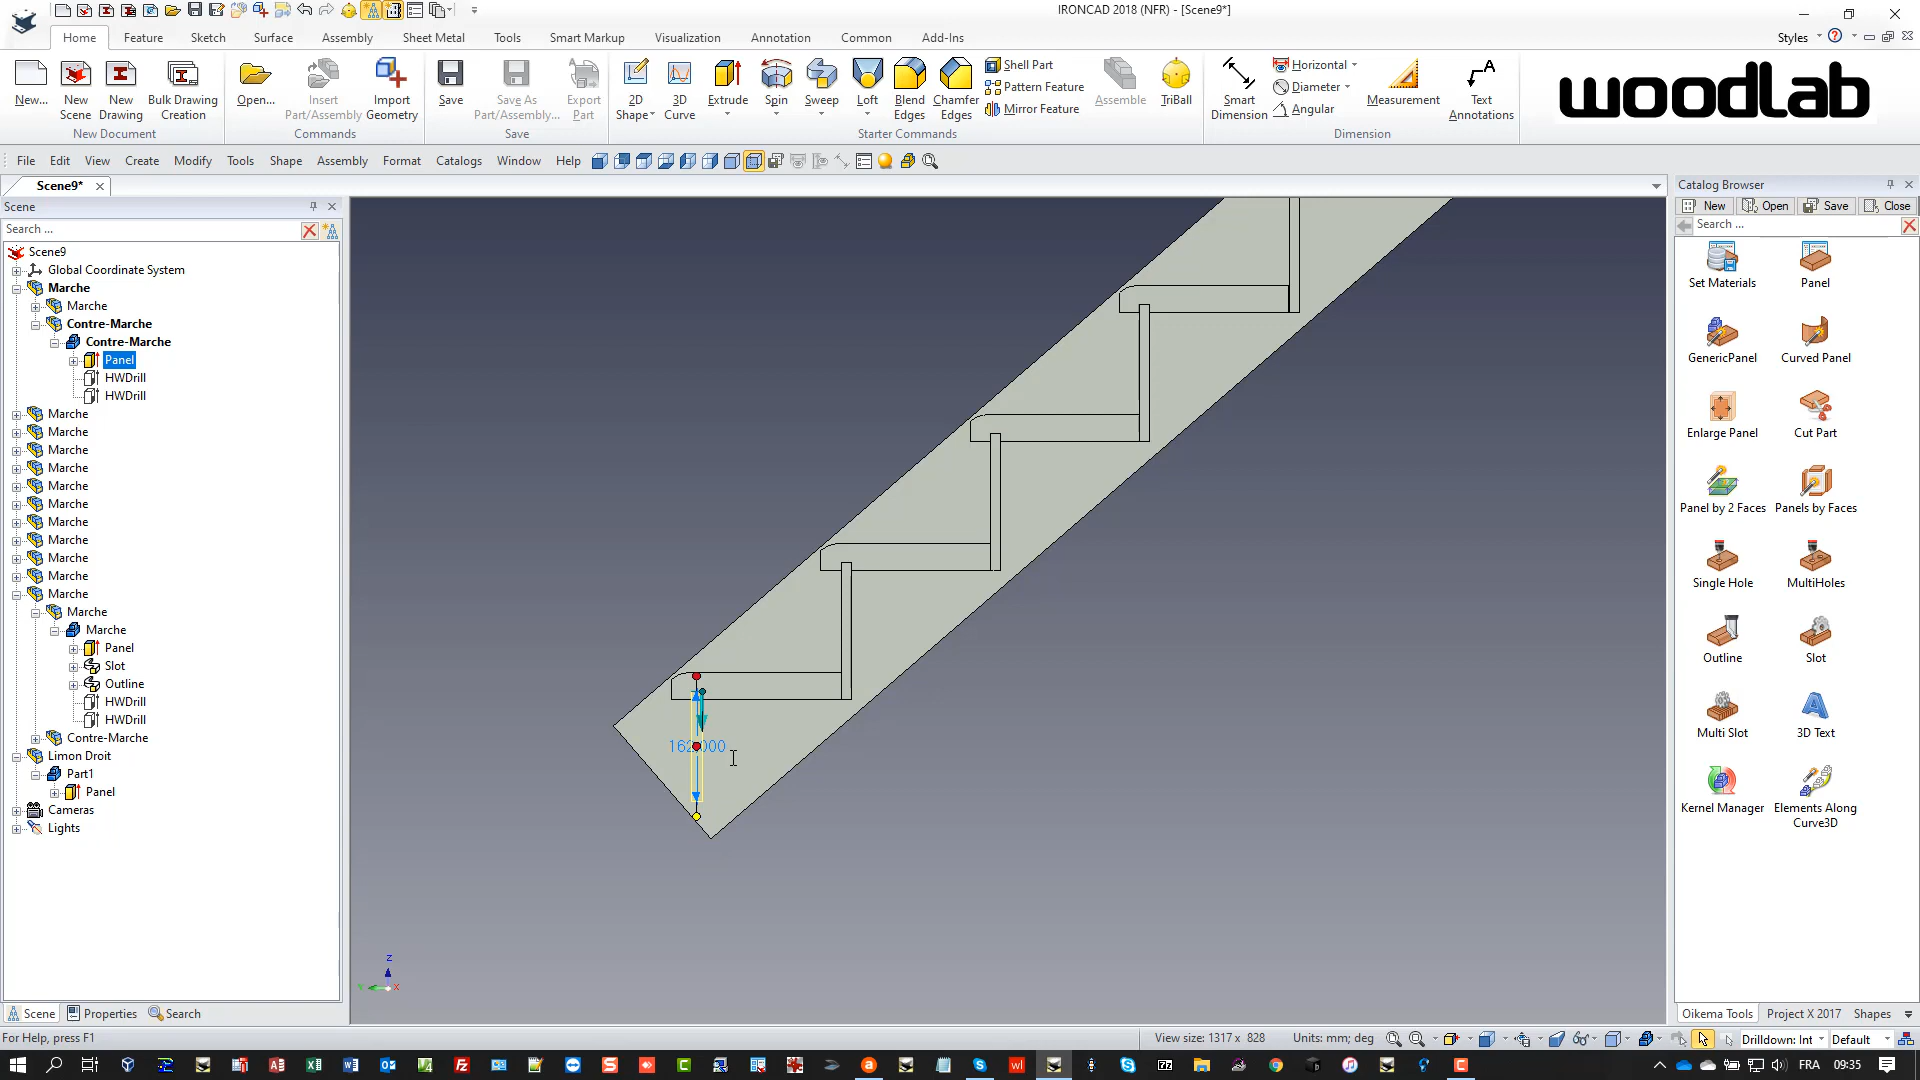 IRONCAD 2018 (NFR) - [Scene9*]
Home Feature Sketch Surface Assembly Sheet Metal Tools Smart Markup Visualization Annotation Common Add-Ins Styles
New... New Scene New Drawing Bulk Drawing Creation
New Document
Open... Insert Part/Assembly Import Geometry
Commands
Save Save As Part/Assembly... Export Part
Save
2D Shape 3D Curve Extrude Spin Sweep Loft Blend Edges Chamfer Edges Shell Part Pattern Feature Mirror Feature Assemble TriBall
Starter Commands
Smart Dimension Horizontal Diameter Angular Measurement Text Annotations
Dimension
woodlab
File Edit View Create Modify Tools Shape Assembly Format Catalogs Window Help
Scene9*
Scene
Search ...
Scene9
Global Coordinate System
Marche
Marche
Contre-Marche
Contre-Marche
Panel
HWDrill
HWDrill
Marche
Marche
Marche
Marche
Marche
Marche
Marche
Marche
Marche
Marche
Marche
Marche
Marche
Panel
Slot
Outline
HWDrill
HWDrill
Contre-Marche
Limon Droit
Part1
Panel
Cameras
Lights
Scene Properties Search
z
Y X
Catalog Browser
New Open Save Close
Search ...
Set Materials Panel
GenericPanel Curved Panel
Enlarge Panel Cut Part
Panel by 2 Faces Panels by Faces
Single Hole MultiHoles
Outline Slot
Multi Slot 3D Text
Kernel Manager Elements Along Curve3D
Oikema Tools Project X 2017 Shapes
For Help, press F1
View size: 1317 x 828 Units: mm; deg Drilldown: Int Default
FRA 09:35